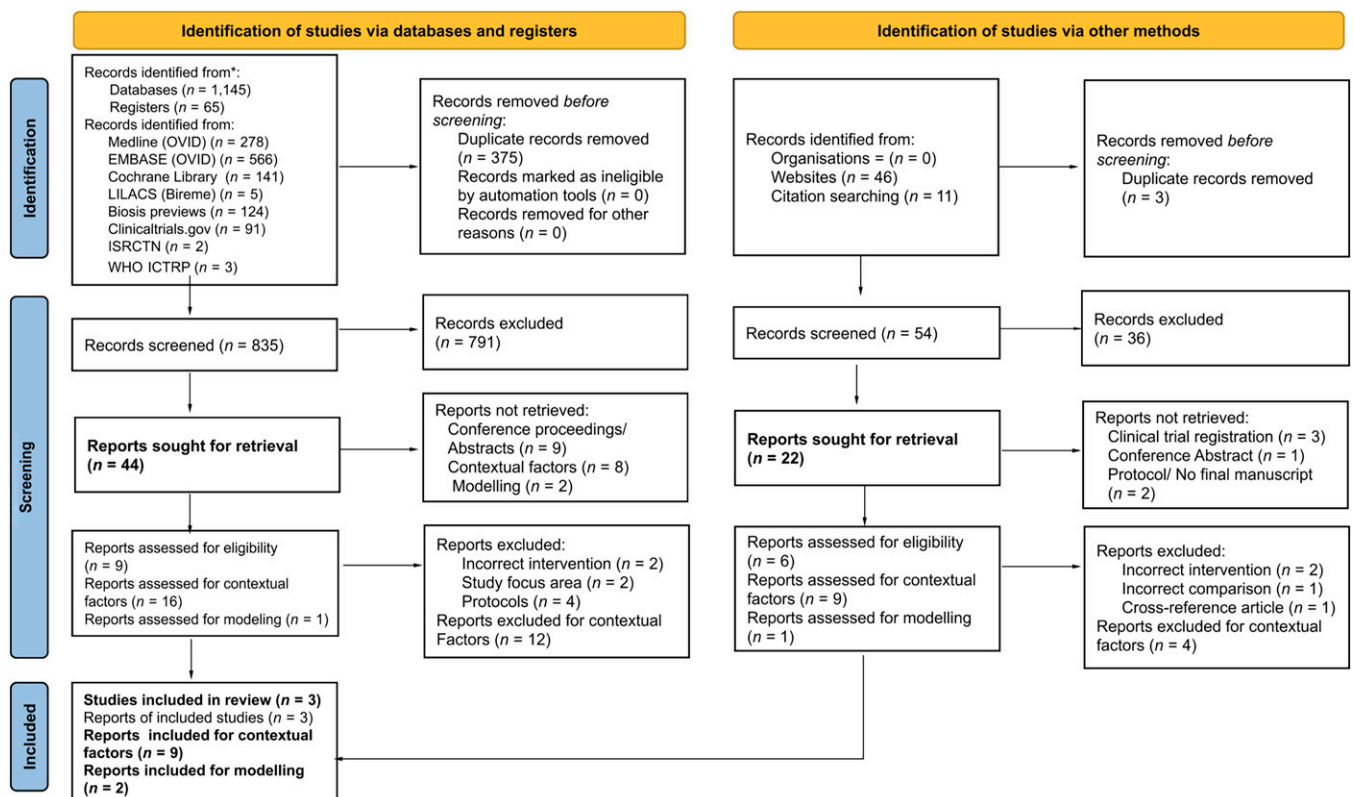 Identification of studies via databases and registers
Identification of studies via other methods
Identification
Records identified from*:
Databases (n = 1,145)
Registers (n = 65)
Records identified from:
Medline (OVID) (n = 278)
EMBASE (OVID) (n = 566)
Cochrane Library (n = 141)
LILACS (Bireme) (n = 5)
Biosis previews (n = 124)
Clinicaltrials.gov (n = 91)
ISRCTN (n = 2)
WHO ICTRP (n = 3)
Records removed before
screening:
Duplicate records removed
(n = 375)
Records marked as ineligible
by automation tools (n = 0)
Records removed for other
reasons (n = 0)
Records identified from:
Organisations = (n = 0)
Websites (n = 46)
Citation searching (n = 11)
Records removed before
screening:
Duplicate records removed
(n = 3)
Screening
Records screened (n = 835)
Records excluded
(n = 791)
Records screened (n = 54)
Records excluded
(n = 36)
Reports sought for retrieval
(n = 44)
Reports not retrieved:
Conference proceedings/
Abstracts (n = 9)
Contextual factors (n = 8)
Modelling (n = 2)
Reports sought for retrieval
(n = 22)
Reports not retrieved:
Clinical trial registration (n = 3)
Conference Abstract (n = 1)
Protocol/ No final manuscript
(n = 2)
Reports assessed for eligibility
(n = 9)
Reports assessed for contextual
factors (n = 16)
Reports assessed for modeling (n = 1)
Reports excluded:
Incorrect intervention (n = 2)
Study focus area (n = 2)
Protocols (n = 4)
Reports excluded for contextual
Factors (n = 12)
Reports assessed for eligibility
(n = 6)
Reports assessed for contextual
factors (n = 9)
Reports assessed for modelling
(n = 1)
Reports excluded:
Incorrect intervention (n = 2)
Incorrect comparison (n = 1)
Cross-reference article (n = 1)
Reports excluded for contextual
factors (n = 4)
Included
Studies included in review (n = 3)
Reports of included studies (n = 3)
Reports included for contextual
factors (n = 9)
Reports included for modelling
(n = 2)